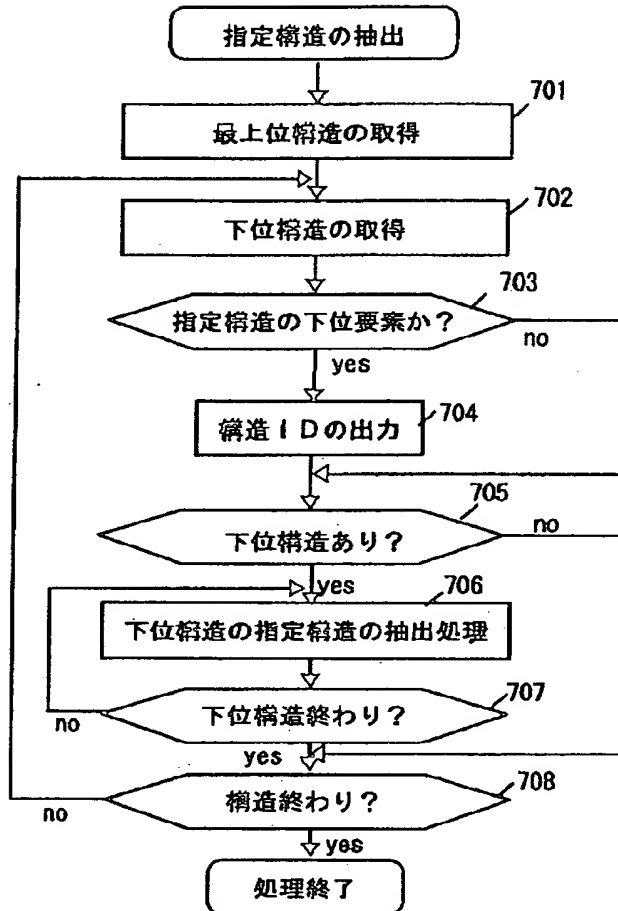 指定構造の抽出
701
最上位構造の取得
702
下位構造の取得
703
指定構造の下位要素か?
no
yes
704
構造IDの出力
705
下位構造あり?
no
yes
706
下位構造の指定構造の抽出処理
707
下位構造終わり?
no
yes
708
構造終わり?
no
yes
処理終了